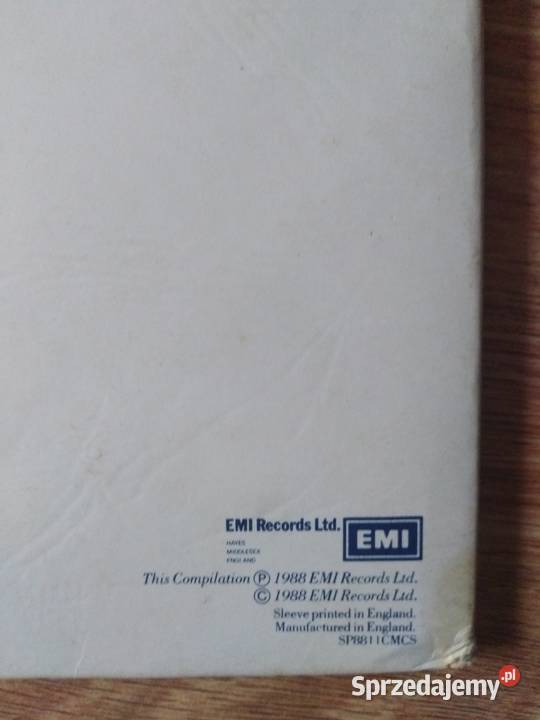 EMI Records Ltd.
HAYES
MIDDLESEX
ENGLAND
EMI
This Compilation Ⓟ 1988 EMI Records Ltd.
© 1988 EMI Records Ltd.
Sleeve printed in England.
Manufactured in England.
SP8811CMCS
Sprzedajemy.pl